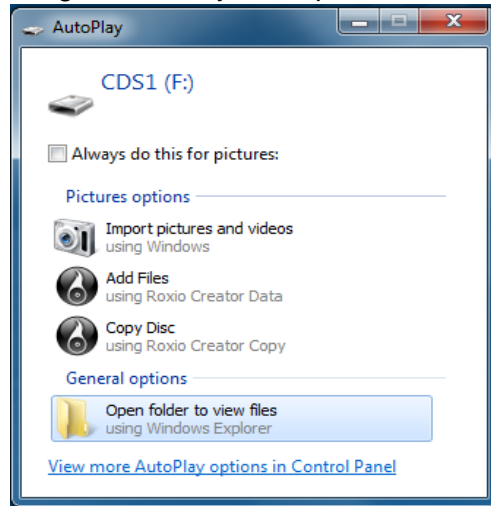 AutoPlay
CDS1 (F:)
Always do this for pictures:
Pictures options
Import pictures and videos
using Windows
Add Files
using Roxio Creator Data
Copy Disc
using Roxio Creator Copy
General options
Open folder to view files
using Windows Explorer
View more AutoPlay options in Control Panel